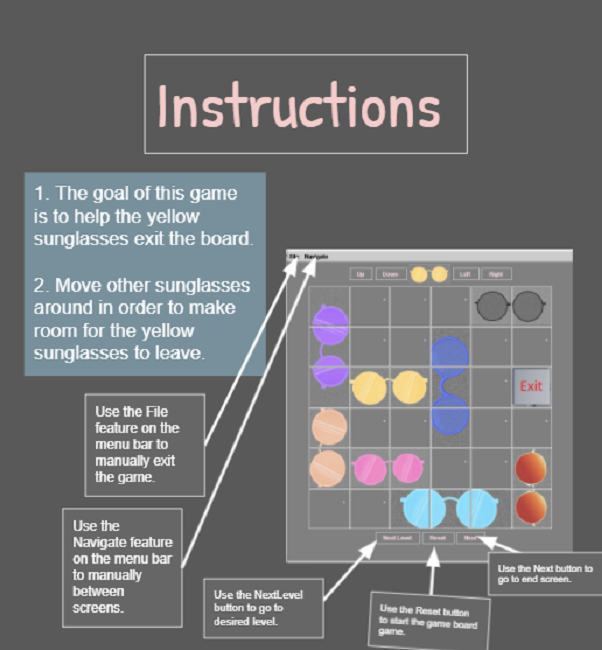 Instructions
1. The goal of this game
is to help the yellow
sunglasses exit the board.
2. Move other sunglasses
around in order to make
room for the yellow
sunglasses to leave.
File Navigate
Up Down Left Right
Exit
Use the File
feature on the
menu bar to
manually exit
the game.
Use the
Navigate feature
on the menu bar
to manually
between
screens.
Next Level Reset
Use the NextLevel
button to go to
desired level.
Use the Reset button
to start the game board
game.
Use the Next button to
go to end screen.